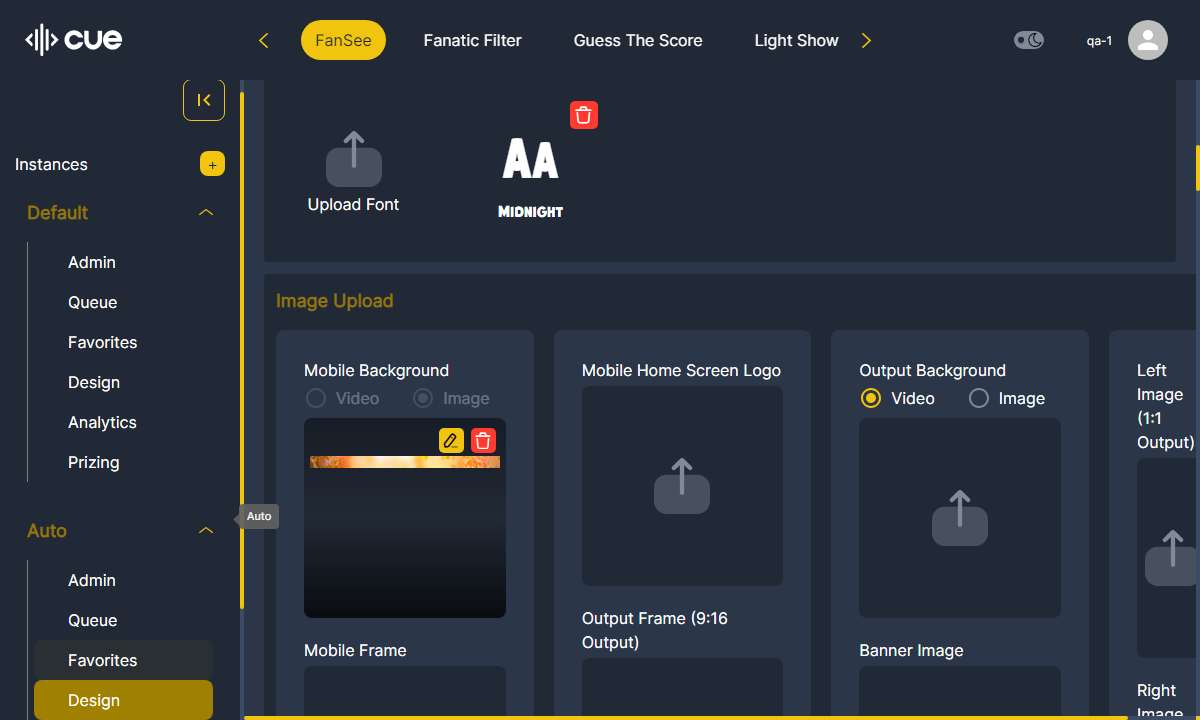 cue
FanSee
Fanatic Filter
Guess The Score
Light Show
qa-1
Instances
+
Default
Admin
Queue
Favorites
Design
Analytics
Prizing
Auto
Auto
Admin
Queue
Favorites
Design
Upload Font
AA
MIDNIGHT
Image Upload
Mobile Background
Video
Image
Mobile Frame
Mobile Home Screen Logo
Output Frame (9:16
Output)
Output Background
Video
Image
Banner Image
Left
Image
(1:1
Output)
Right
Image